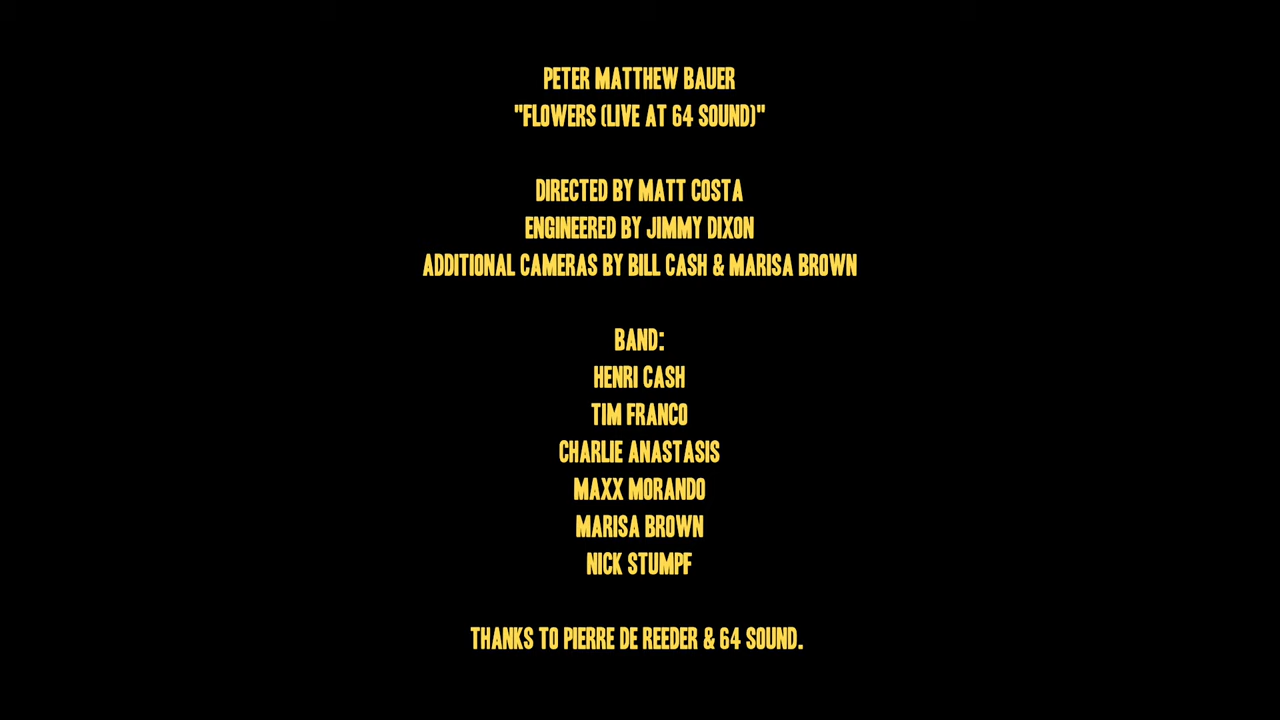 PETER MATTHEW BAUER
"FLOWERS (LIVE AT 64 SOUND)"
DIRECTED BY MATT COSTA
ENGINEERED BY JIMMY DIXON
ADDITIONAL CAMERAS BY BILL CASH & MARISA BROWN
BAND:
HENRI CASH
TIM FRANCO
CHARLIE ANASTASIS
MAXX MORANDO
MARISA BROWN
NICK STUMPF
THANKS TO PIERRE DE REEDER & 64 SOUND.